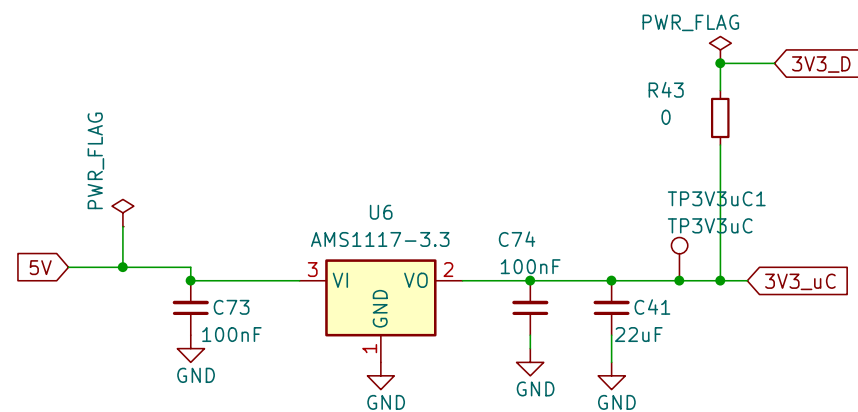 PWR_FLAG
3V3_D
R43
0
PWR_FLAG
TP3V3uC1
TP3V3uC
U6
AMS1117-3.3
C74
100nF
5V
3
VI
VO
2
3V3_uC
GND
1
C73
100nF
C41
22uF
GND
GND
GND
GND